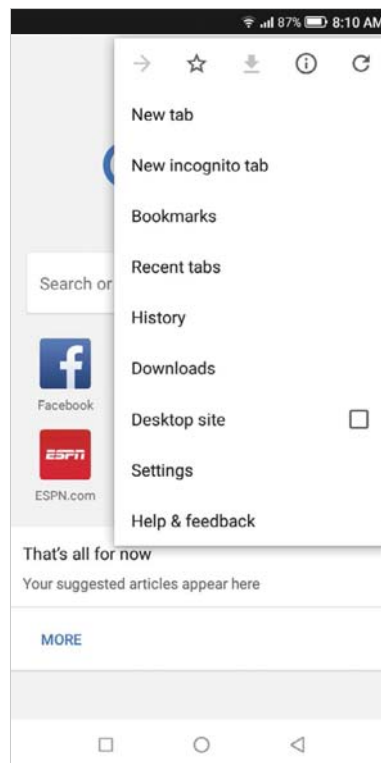 87% 8:10 AM
New tab
New incognito tab
Bookmarks
Recent tabs
Search or
History
Downloads
Facebook
Desktop site
ESPN
Settings
ESPN.com
Help & feedback
That's all for now
Your suggested articles appear here
MORE